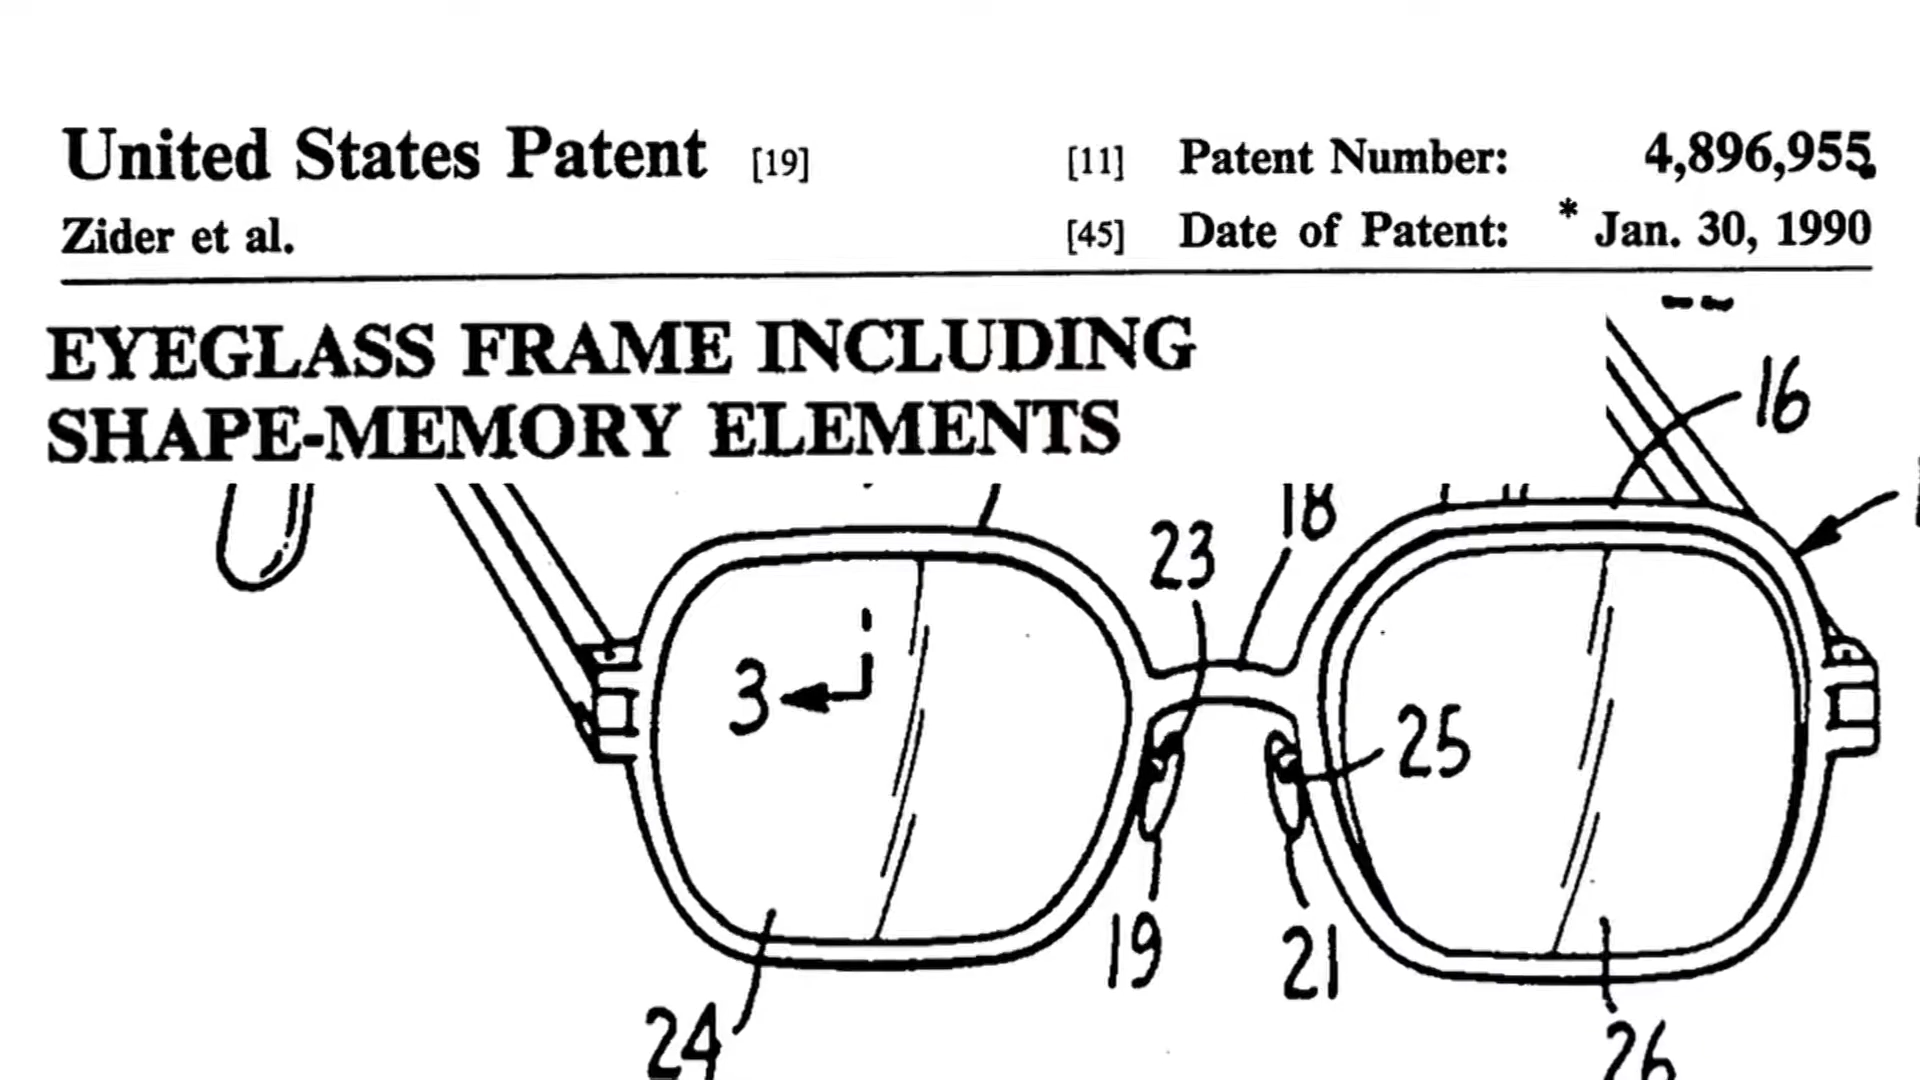 United States Patent [19] [11] Patent Number: 4,896,955
Zider et al. [45] Date of Patent: * Jan. 30, 1990
EYEGLASS FRAME INCLUDING
SHAPE-MEMORY ELEMENTS
16
18
23
3
25
19
21
24
26